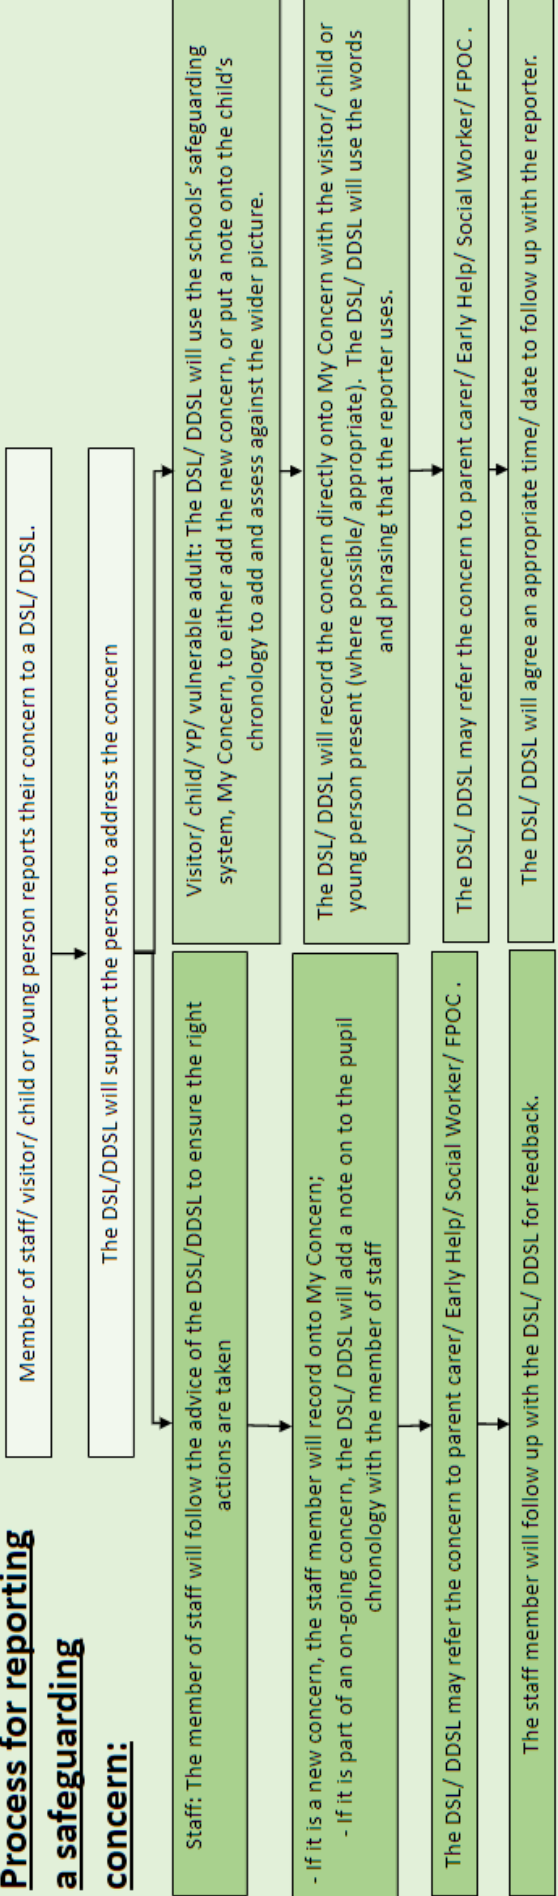 Process for reporting
a safeguarding
concern:
Member of staff/ visitor/ child or young person reports their concern to a DSL/ DDSL.
The DSL/DDSL will support the person to address the concern
Staff: The member of staff will follow the advice of the DSL/DDSL to ensure the right
actions are taken
- If it is a new concern, the staff member will record onto My Concern;
- If it is part of an on-going concern, the DSL/ DDSL will add a note on to the pupil
chronology with the member of staff
The DSL/ DDSL may refer the concern to parent carer/ Early Help/ Social Worker/ FPOC .
The staff member will follow up with the DSL/ DDSL for feedback.
Visitor/ child/ YP/ vulnerable adult: The DSL/ DDSL will use the schools' safeguarding
system, My Concern, to either add the new concern, or put a note onto the child's
chronology to add and assess against the wider picture.
The DSL/ DDSL will record the concern directly onto My Concern with the visitor/ child or
young person present (where possible/ appropriate). The DSL/ DDSL will use the words
and phrasing that the reporter uses.
The DSL/ DDSL may refer the concern to parent carer/ Early Help/ Social Worker/ FPOC .
The DSL/ DDSL will agree an appropriate time/ date to follow up with the reporter.